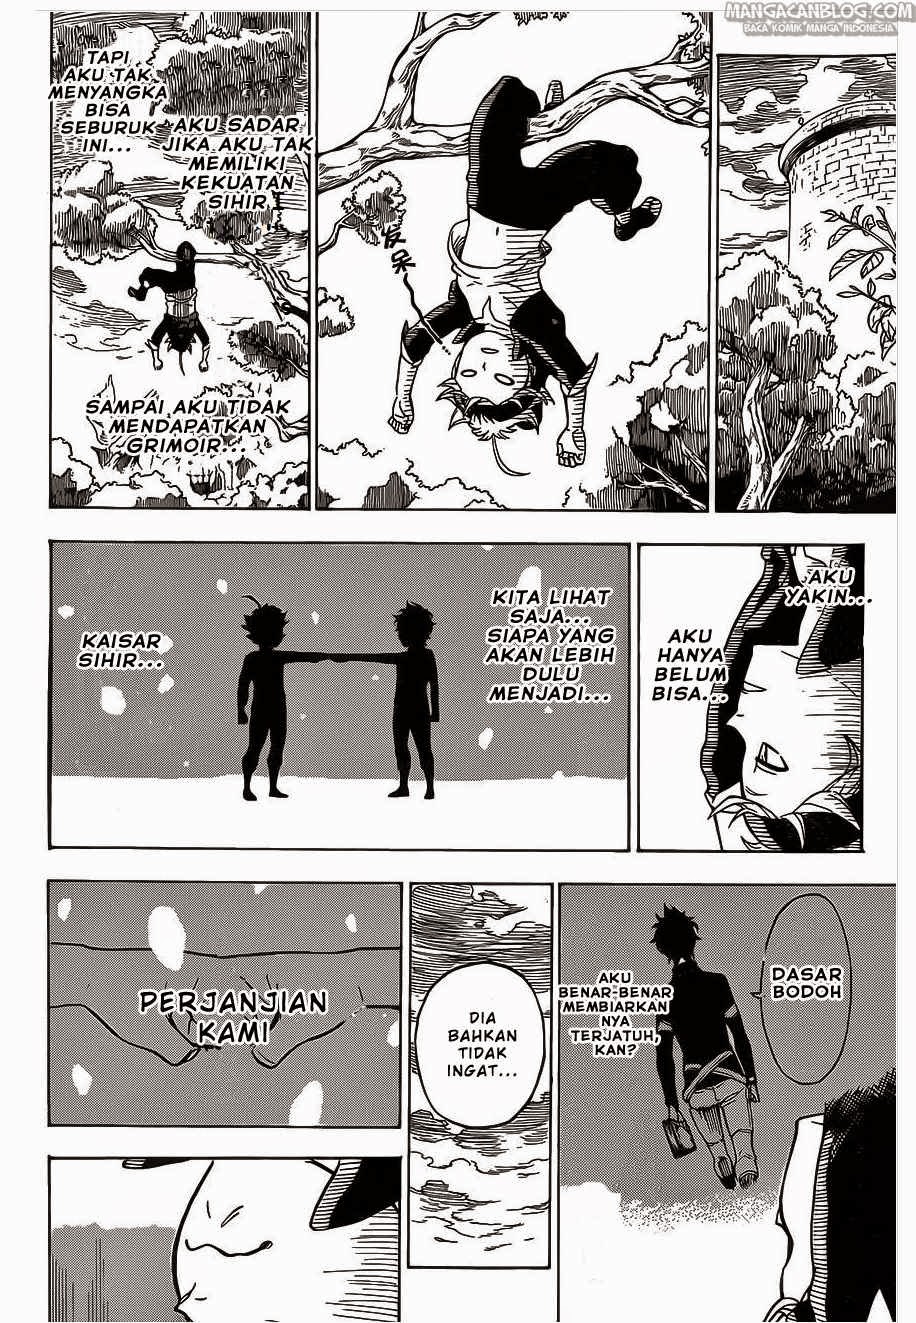 MANGACANBLOG.COM
BACA KOMIK MANGA INDONESIA
发
呆
AKU SADAR
JIKA AKU TAK
MEMILIKI
KEKUATAN
SIHIR
TAPI
AKU TAK
MENYANGKA
BISA
SEBURUK
INI...
SAMPAI AKU TIDAK
MENDAPATKAN
GRIMOIR...
AKU
YAKIN...
AKU
HANYA
BELUM
BISA...
KITA LIHAT
SAJA...
SIAPA YANG
AKAN LEBIH
DULU
MENJADI...
KAISAR
SIHIR...
DASAR
BODOH
AKU
BENAR-BENAR
MEMBIARKAN
NYA
TERJATUH,
KAN?
DIA
BAHKAN
TIDAK
INGAT...
PERJANJIAN
KAMI